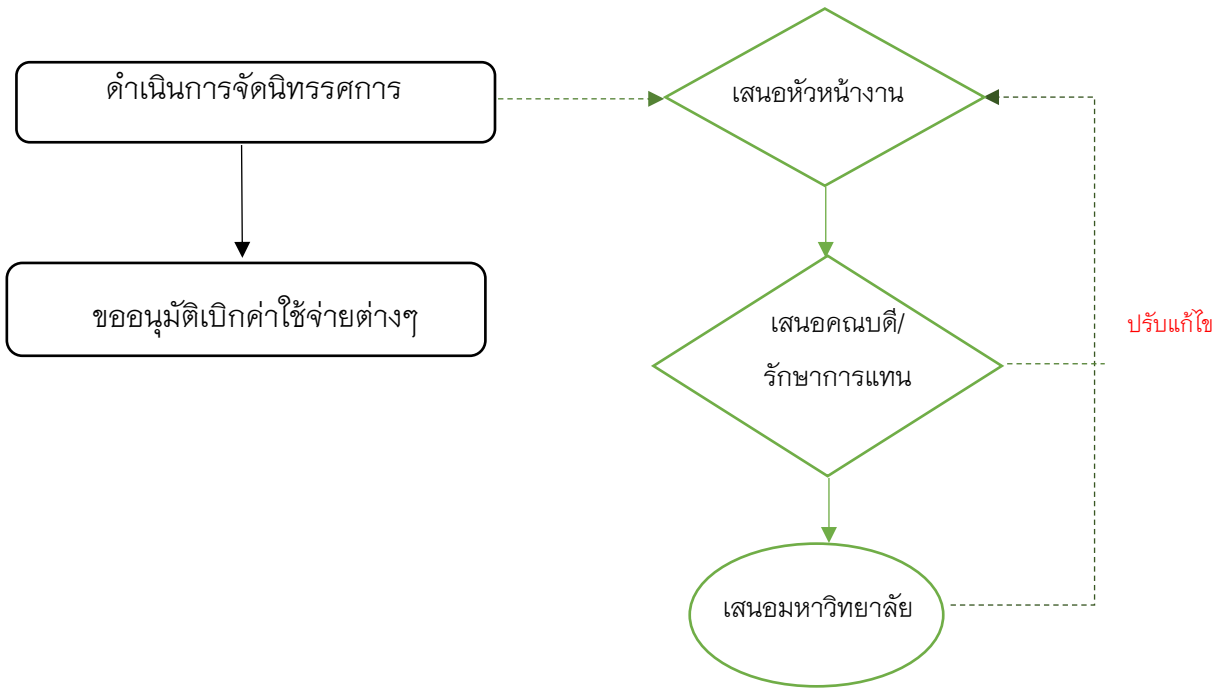 ดำเนินการจัดนิทรรศการ
เสนอหัวหน้างาน
ขออนุมัติเบิกค่าใช้จ่ายต่างๆ
เสนอคณบดี/
รักษาการแทน
ปรับแก้ไข
เสนอมหาวิทยาลัย